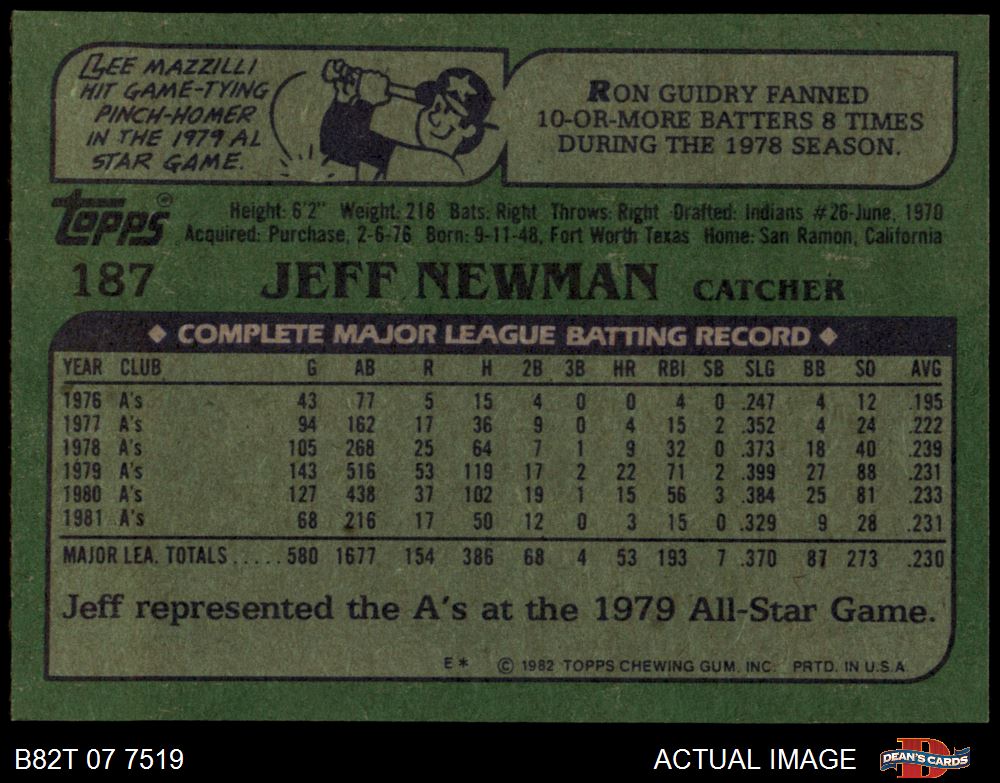 LEE MAZZILLI
HIT GAME-TYING
PINCH-HOMER
IN THE 1979 AL
STAR GAME.
RON GUIDRY FANNED
10-OR-MORE BATTERS 8 TIMES
DURING THE 1978 SEASON.
Topps®
Height: 6'2" Weight: 218 Bats: Right Throws: Right Drafted: Indians #26-June, 1970
Acquired: Purchase, 2-6-76 Born: 9-11-48, Fort Worth Texas Home: San Ramon, California
187 JEFF NEWMAN CATCHER
◆ COMPLETE MAJOR LEAGUE BATTING RECORD ◆
YEAR CLUB G AB R H 2B 3B HR RBI SB SLG BB SO AVG
1976 A's 43 77 5 15 4 0 0 4 0 .247 4 12 .195
1977 A's 94 162 17 36 9 0 4 15 2 .352 4 24 .222
1978 A's 105 268 25 64 7 1 9 32 0 .373 18 40 .239
1979 A's 143 516 53 119 17 2 22 71 2 .399 27 88 .231
1980 A's 127 438 37 102 19 1 15 56 3 .384 25 81 .233
1981 A's 68 216 17 50 12 0 3 15 0 .329 9 28 .231
MAJOR LEA. TOTALS.....580 1677 154 386 68 4 53 193 7 .370 87 273 .230
Jeff represented the A's at the 1979 All-Star Game.
E* © 1982 TOPPS CHEWING GUM, INC. PRTD. IN U.S.A.
B82T 07 7519 ACTUAL IMAGE DEAN'S CARDS